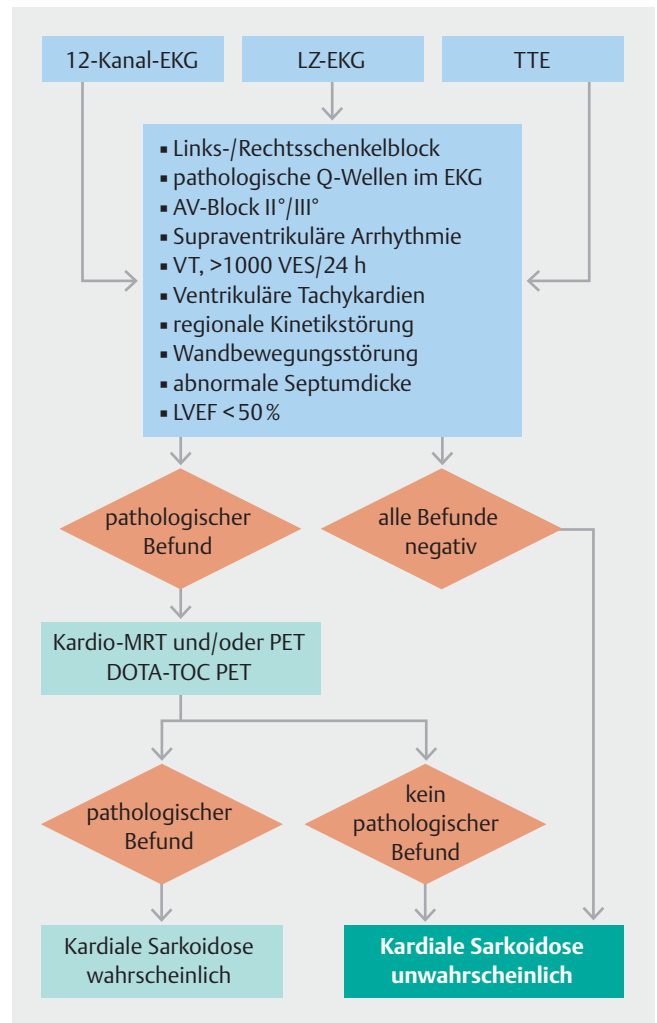 12-Kanal-EKG
LZ-EKG
TTE
▪ Links-/Rechtsschenkelblock
▪ pathologische Q-Wellen im EKG
▪ AV-Block II°/III°
▪ Supraventrikuläre Arrhythmie
▪ VT, >1000 VES/24 h
▪ Ventrikuläre Tachykardien
▪ regionale Kinetikstörung
▪ Wandbewegungsstörung
▪ abnormale Septumdicke
▪ LVEF <50 %
pathologischer
Befund
alle Befunde
negativ
Kardio-MRT und/oder PET
DOTA-TOC PET
pathologischer
Befund
kein
pathologischer
Befund
Kardiale Sarkoidose
wahrscheinlich
Kardiale Sarkoidose
unwahrscheinlich